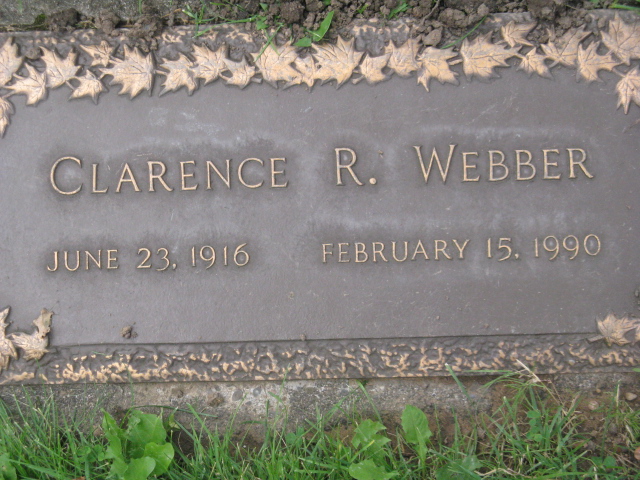 CLARENCE R. WEBBER
JUNE 23, 1916 FEBRUARY 15, 1990